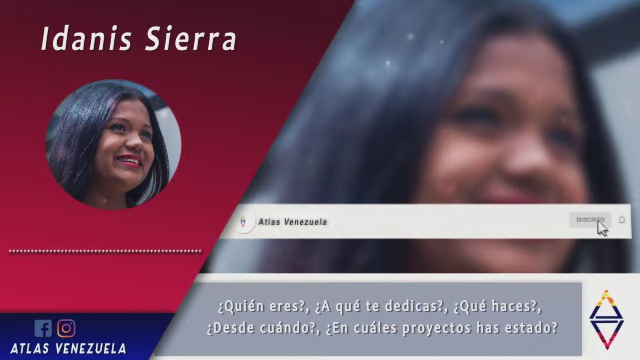 Idanis Sierra
Atlas Venezuela
SUSCRITO
¿Quién eres?, ¿A qué te dedicas?, ¿Qué haces?,
¿Desde cuándo?, ¿En cuáles proyectos has estado?
ATLAS VENEZUELA